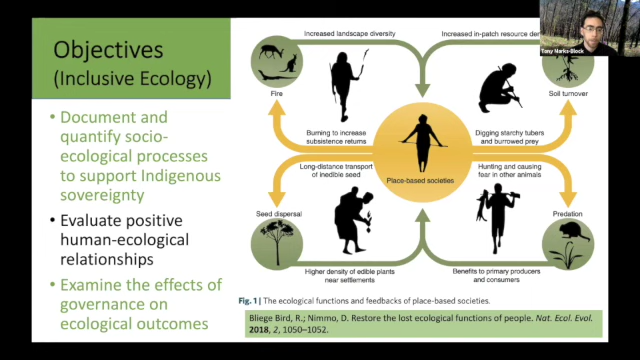 Objectives
(Inclusive Ecology)
• Document and
quantify socio-
ecological processes
to support Indigenous
sovereignty
• Evaluate positive
human-ecological
relationships
• Examine the effects of
governance on
ecological outcomes
Increased landscape diversity
Increased in-patch resource
Tony Marks-Block
Fire
Soil turnover
Burning to increase
subsistence returns
Digging starchy tubers
and burrowed prey
Long-distance transport
of inedible seed
Place-based societies
Hunting and causing
fear in other animals
Seed dispersal
Predation
Higher density of edible plants
near settlements
Benefits to primary producers
and consumers
Fig. 1 | The ecological functions and feedbacks of place-based societies.
Bliege Bird, R.; Nimmo, D. Restore the lost ecological functions of people. Nat. Ecol. Evol.
2018, 2, 1050–1052.